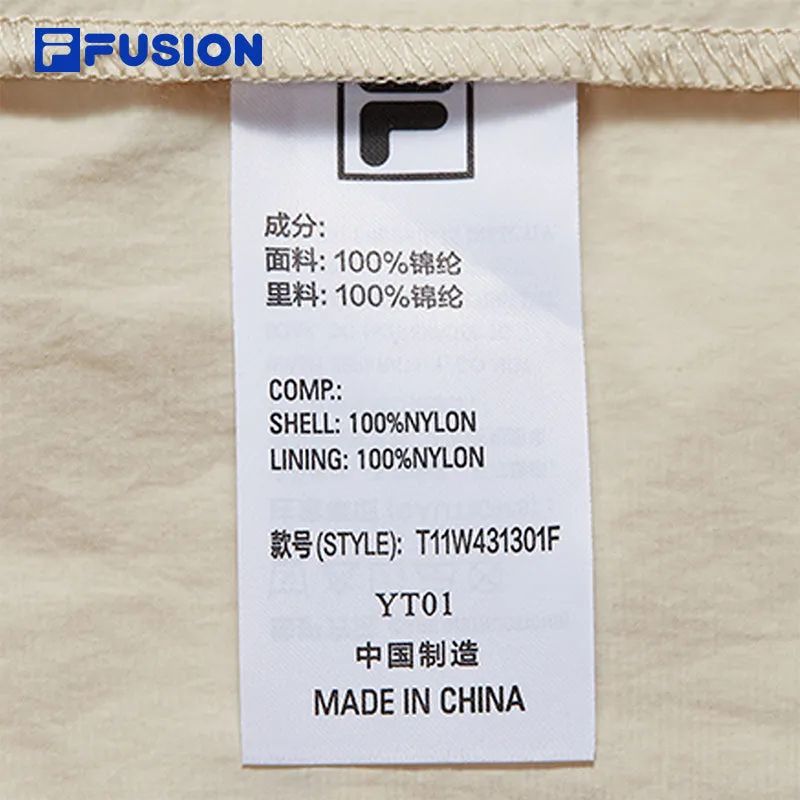 FUSION
成分:
面料: 100%锦纶
里料: 100%锦纶
COMP.:
SHELL: 100%NYLON
LINING: 100%NYLON
款号(STYLE): T11W431301F
YT01
中国制造
MADE IN CHINA